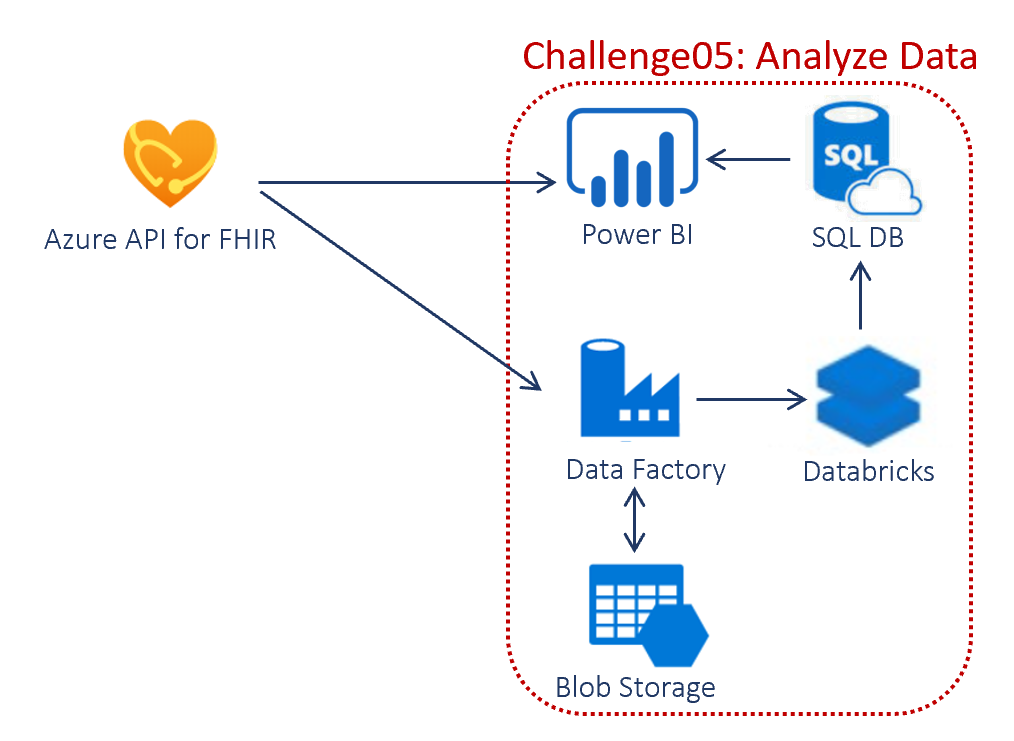 Challenge05: Analyze Data
SQL
Azure API for FHIR
Power BI
SQL DB
Data Factory
Databricks
Blob Storage